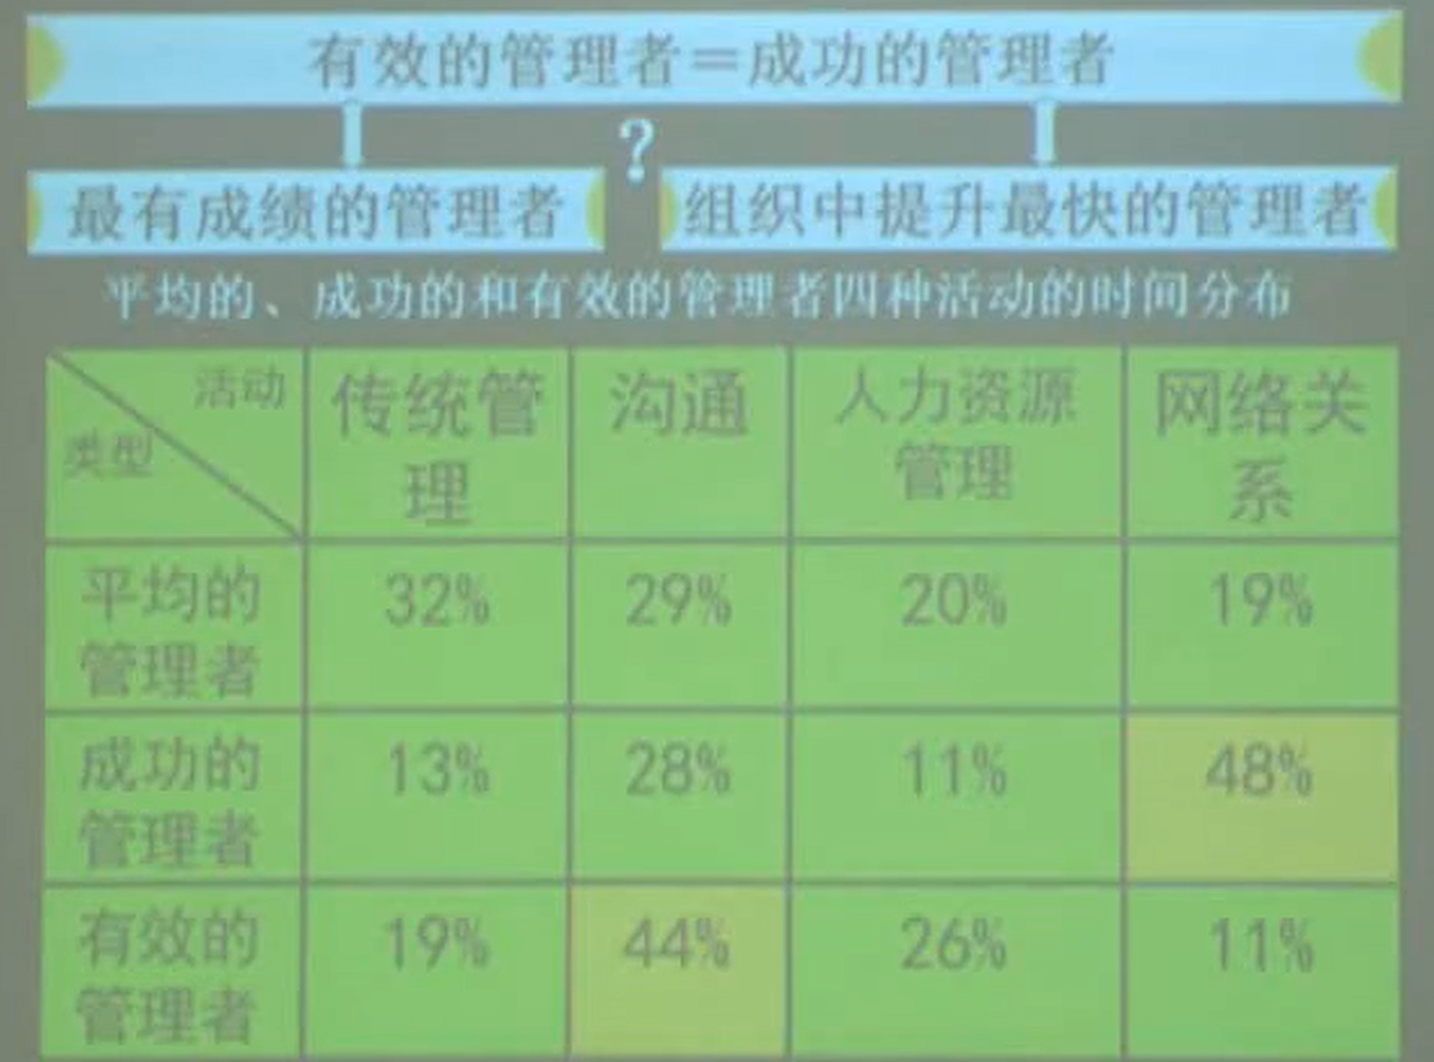 有效的管理者＝成功的管理者
?
最有成绩的管理者
组织中提升最快的管理者
平均的、成功的和有效的管理者四种活动的时间分布
活动
类型
传统管
理
沟通
人力资源
管理
网络关
系
平均的
管理者
32%
29%
20%
19%
成功的
管理者
13%
28%
11%
48%
有效的
管理者
19%
44%
26%
11%